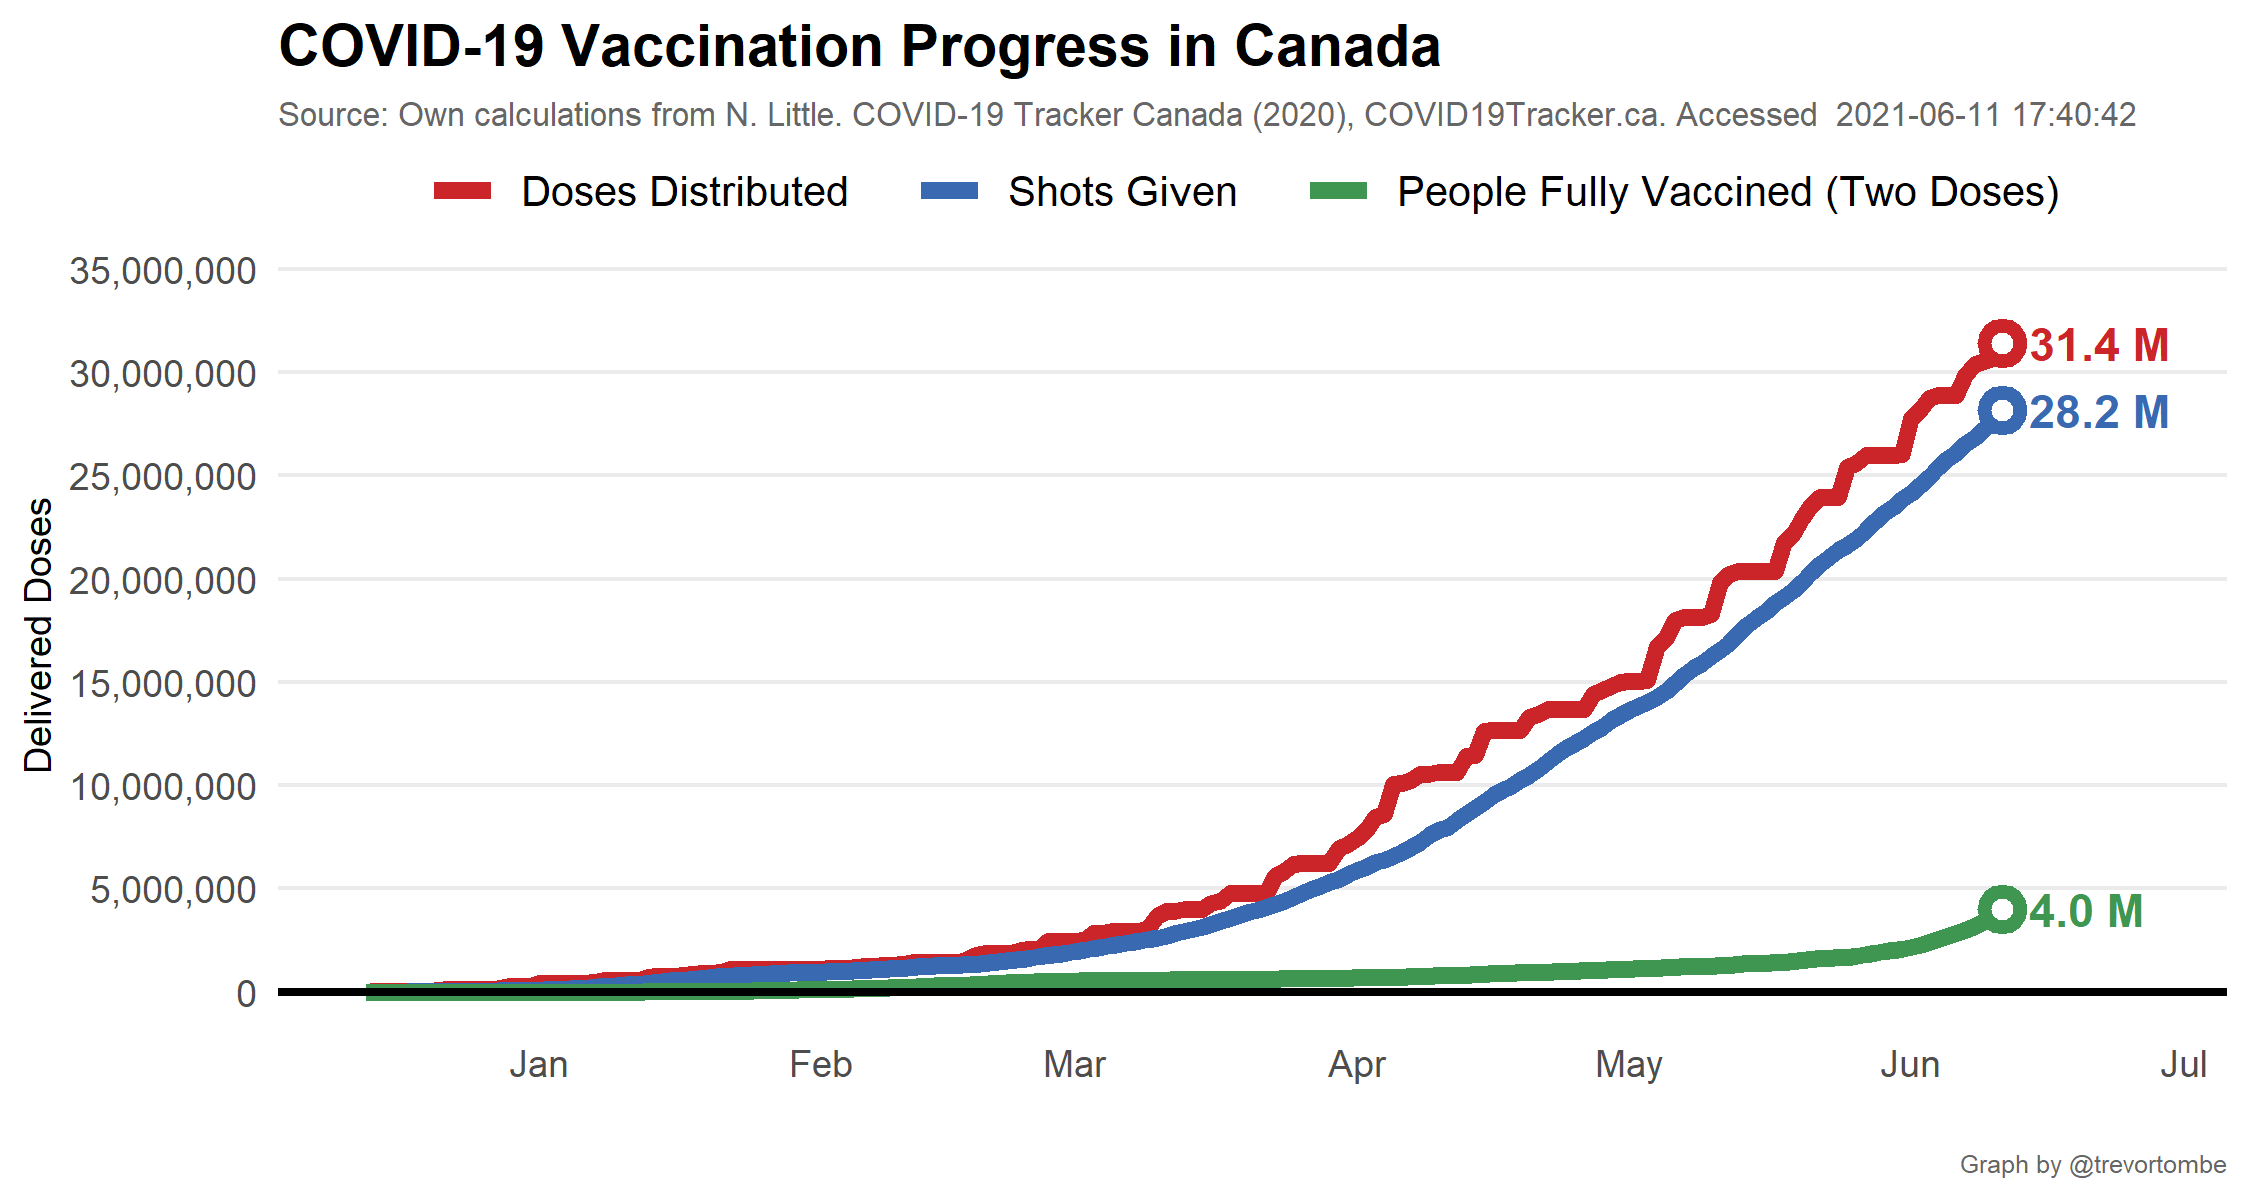 COVID-19 Vaccination Progress in Canada
Source: Own calculations from N. Little. COVID-19 Tracker Canada (2020), COVID19Tracker.ca. Accessed  2021-06-11 17:40:42
Doses Distributed
Shots Given
People Fully Vaccined (Two Doses)
Delivered Doses
35,000,000
30,000,000
25,000,000
20,000,000
15,000,000
10,000,000
5,000,000
0
31.4 M
28.2 M
4.0 M
Jan Feb Mar Apr May Jun Jul
Graph by @trevortombe